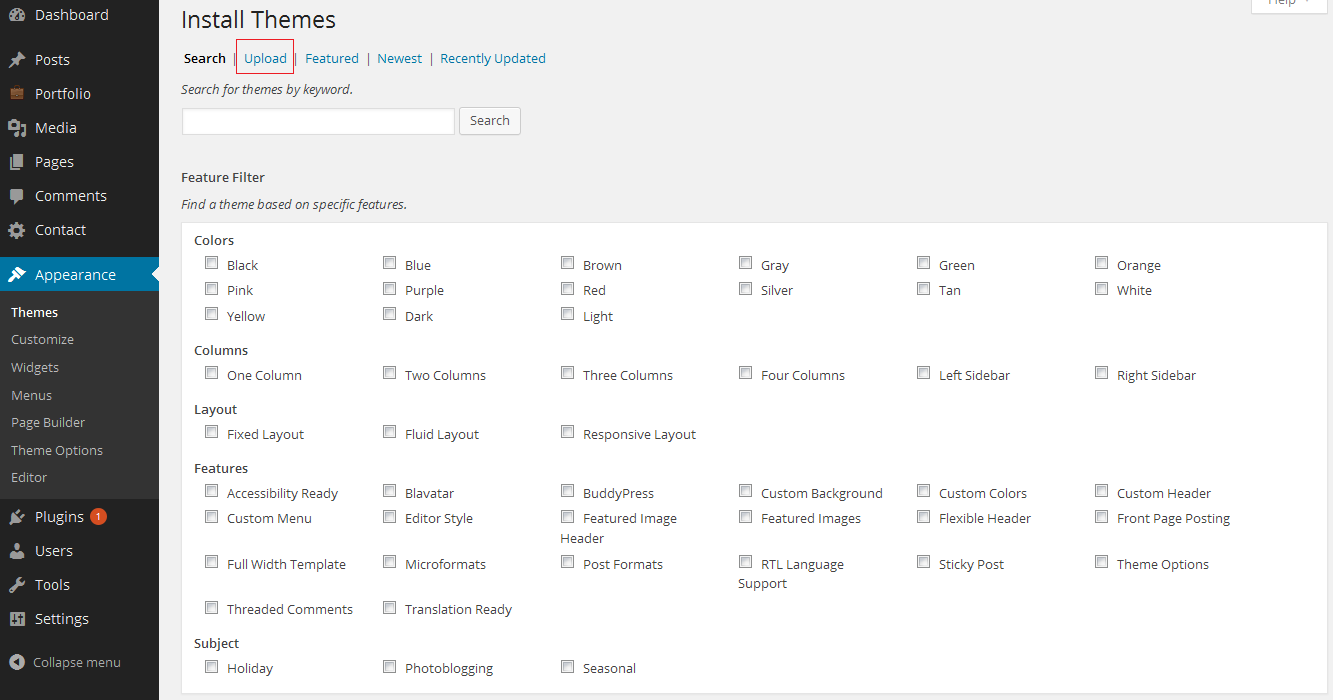 Dashboard
Posts
Portfolio
Media
Pages
Comments
Contact
Appearance
Themes
Customize
Widgets
Menus
Page Builder
Theme Options
Editor
Plugins 1
Users
Tools
Settings
Collapse menu
Help
Install Themes
Search | Upload | Featured | Newest | Recently Updated
Search for themes by keyword.
Search
Feature Filter
Find a theme based on specific features.
Colors
Black Blue Brown Gray Green Orange
Pink Purple Red Silver Tan White
Yellow Dark Light
Columns
One Column Two Columns Three Columns Four Columns Left Sidebar Right Sidebar
Layout
Fixed Layout Fluid Layout Responsive Layout
Features
Accessibility Ready Blavatar BuddyPress Custom Background Custom Colors Custom Header
Custom Menu Editor Style Featured Image Featured Images Flexible Header Front Page Posting
Header
Full Width Template Microformats Post Formats RTL Language Sticky Post Theme Options
Support
Threaded Comments Translation Ready
Subject
Holiday Photoblogging Seasonal